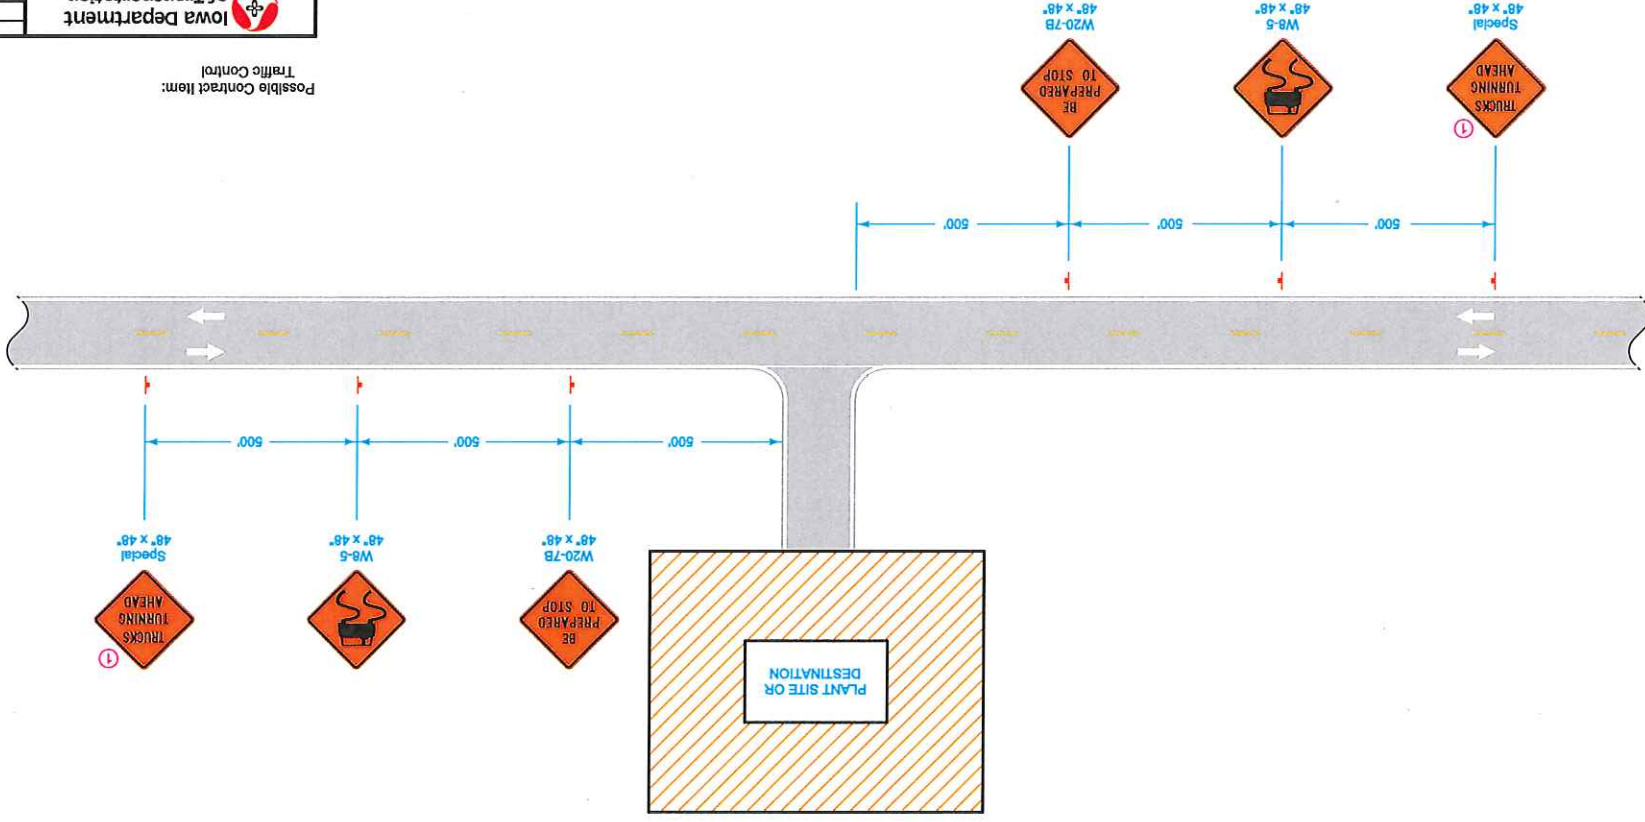 PLANT SITE OR
DESTINATION
BE
PREPARED
TO STOP
W20-7B
48" x 48"
W8-5
48" x 48"
①
TRUCKS
TURNING
AHEAD
Special
48" x 48"
500'
500'
500'
500'
500'
500'
①
TRUCKS
TURNING
AHEAD
Special
48" x 48"
W8-5
48" x 48"
BE
PREPARED
TO STOP
W20-7B
48" x 48"
Possible Contract Item:
Traffic Control
Iowa Department
of Transportation